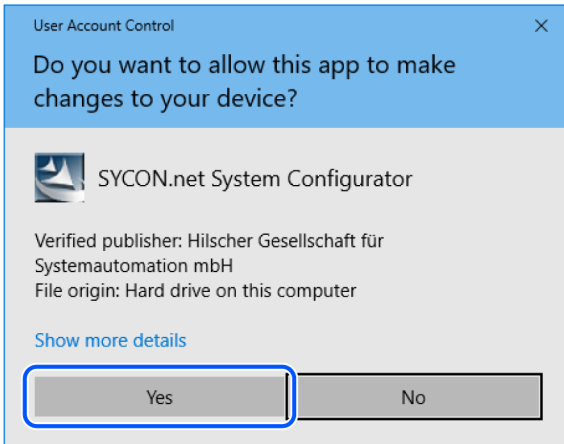 User Account Control
Do you want to allow this app to make
changes to your device?
SYCON.net System Configurator
Verified publisher: Hilscher Gesellschaft für
Systemautomation mbH
File origin: Hard drive on this computer
Show more details
Yes
No